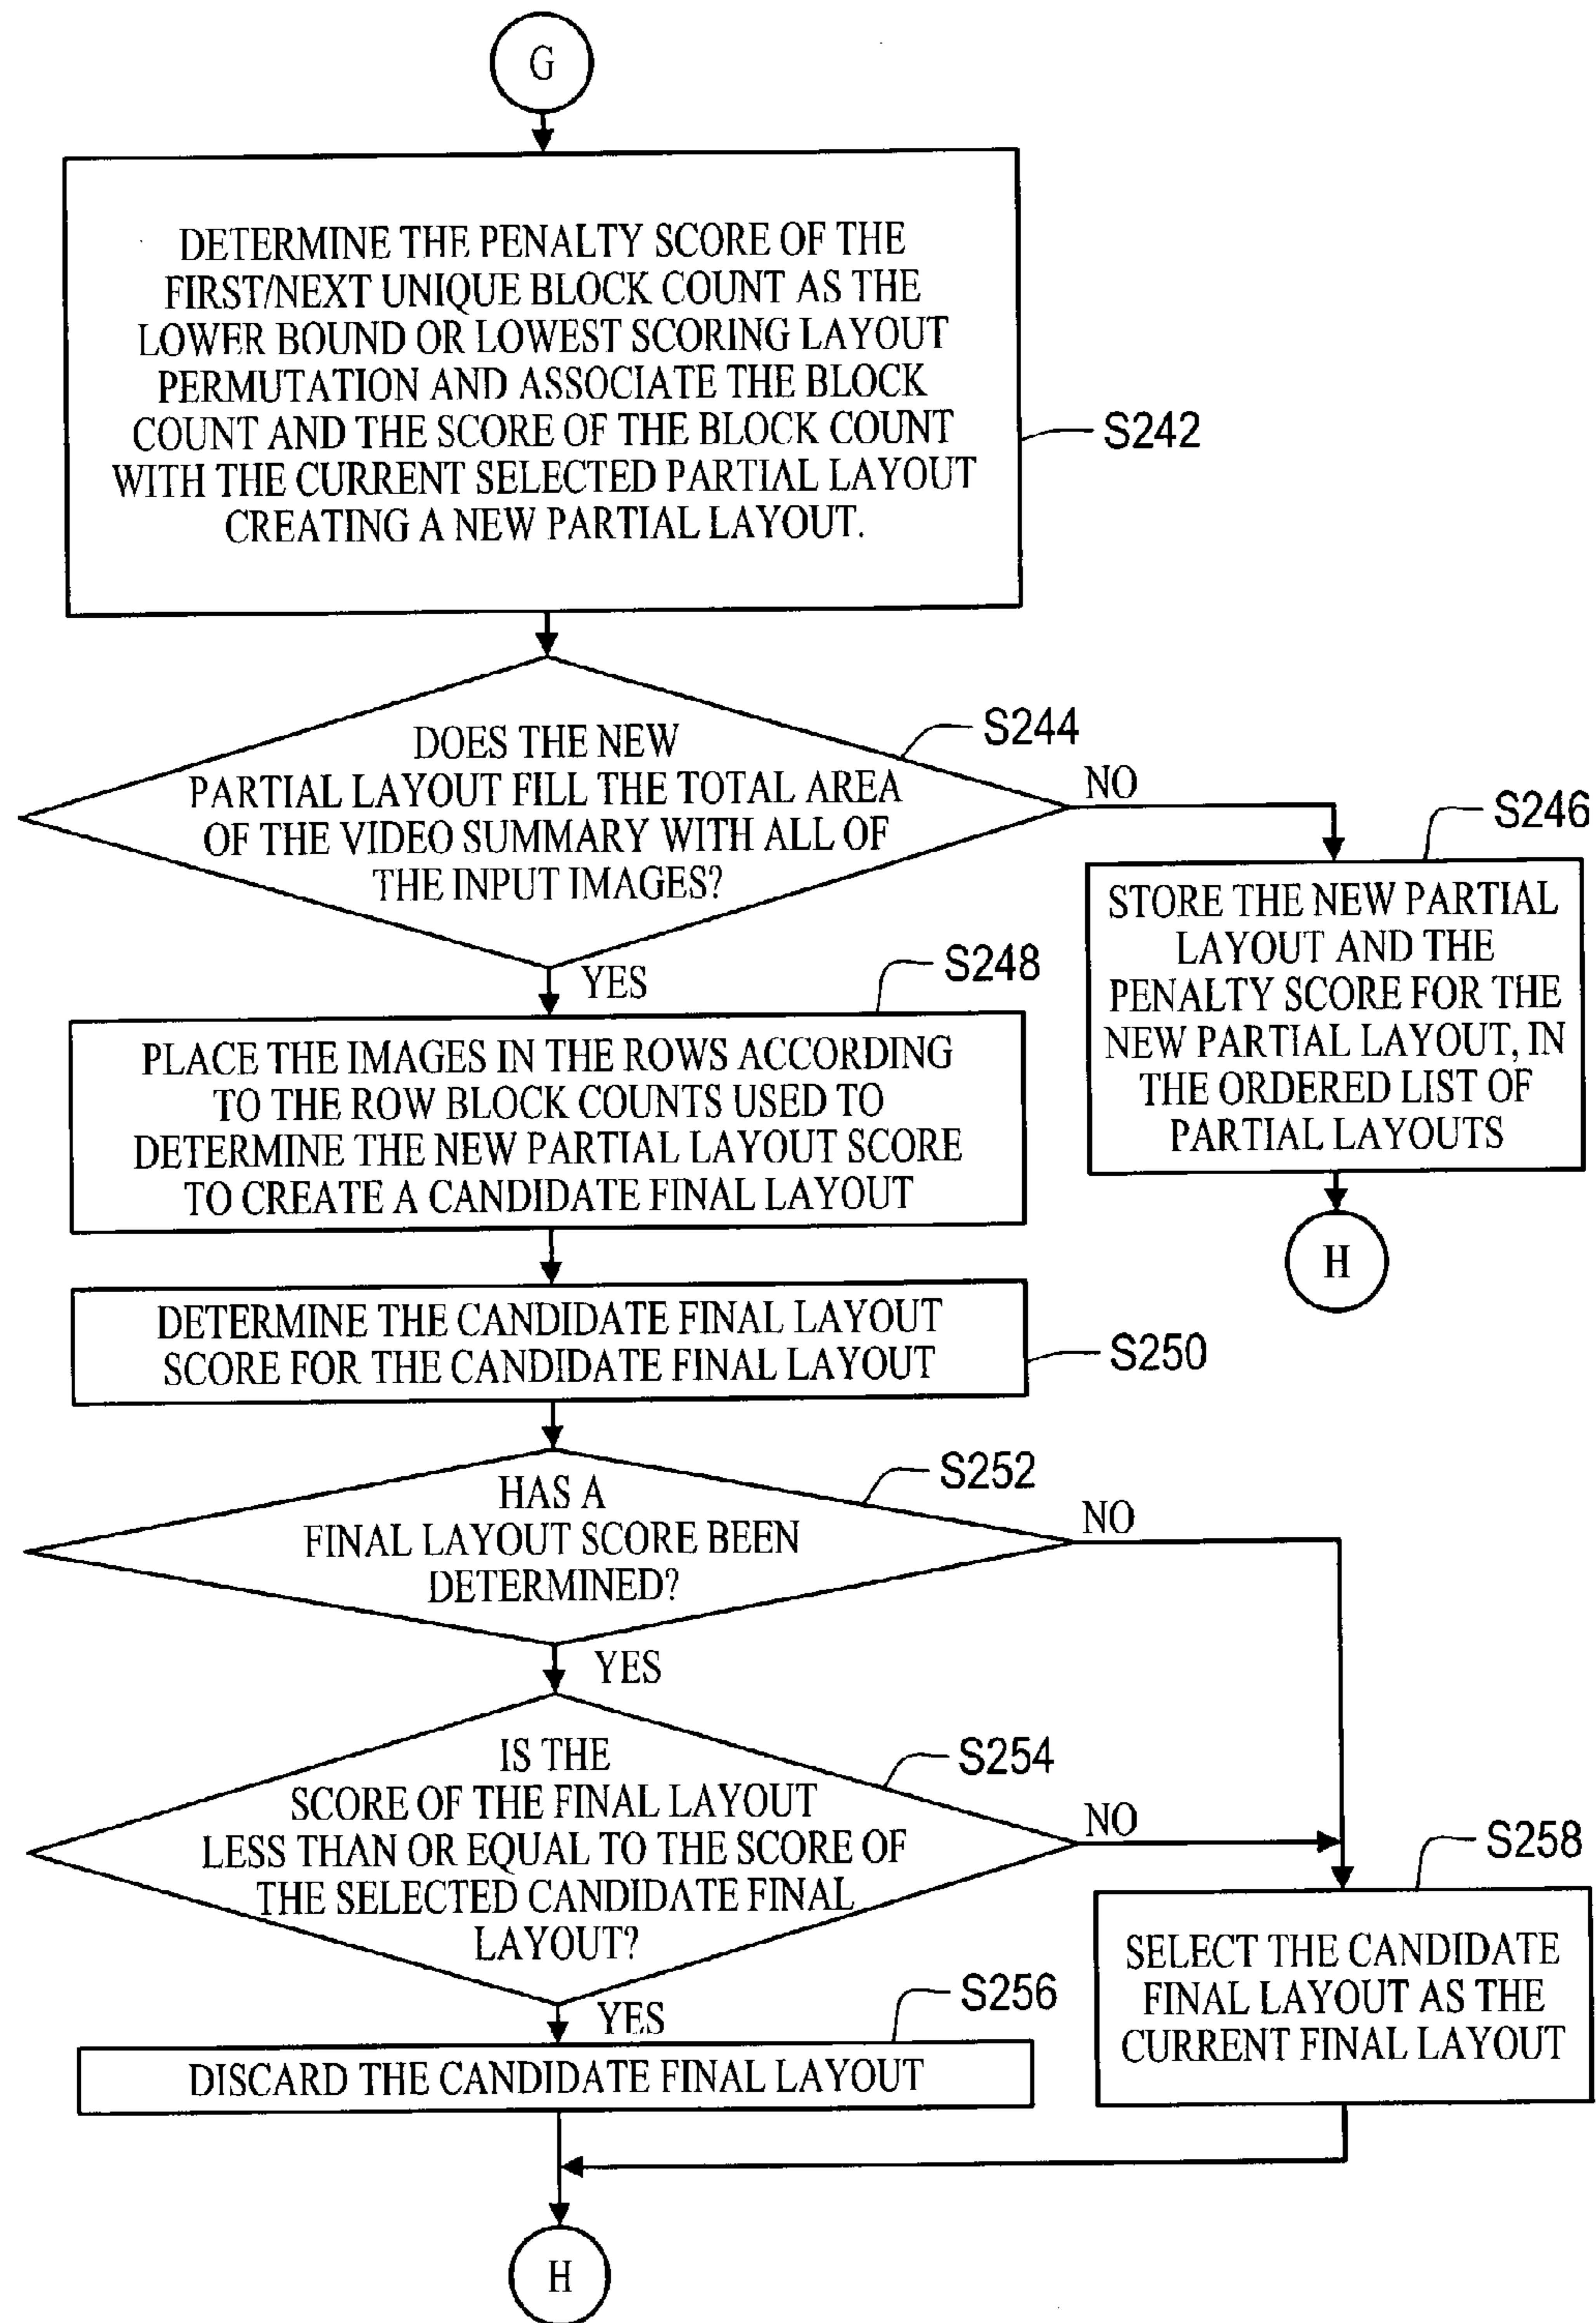 G
DETERMINE THE PENALTY SCORE OF THE
FIRST/NEXT UNIQUE BLOCK COUNT AS THE
LOWER BOUND OR LOWEST SCORING LAYOUT
PERMUTATION AND ASSOCIATE THE BLOCK
COUNT AND THE SCORE OF THE BLOCK COUNT
WITH THE CURRENT SELECTED PARTIAL LAYOUT
CREATING A NEW PARTIAL LAYOUT.
S242
DOES THE NEW
PARTIAL LAYOUT FILL THE TOTAL AREA
OF THE VIDEO SUMMARY WITH ALL OF
THE INPUT IMAGES?
S244
NO
S246
STORE THE NEW PARTIAL
LAYOUT AND THE
PENALTY SCORE FOR THE
NEW PARTIAL LAYOUT, IN
THE ORDERED LIST OF
PARTIAL LAYOUTS
H
YES
S248
PLACE THE IMAGES IN THE ROWS ACCORDING
TO THE ROW BLOCK COUNTS USED TO
DETERMINE THE NEW PARTIAL LAYOUT SCORE
TO CREATE A CANDIDATE FINAL LAYOUT
DETERMINE THE CANDIDATE FINAL LAYOUT
SCORE FOR THE CANDIDATE FINAL LAYOUT
S250
HAS A
FINAL LAYOUT SCORE BEEN
DETERMINED?
S252
NO
YES
IS THE
SCORE OF THE FINAL LAYOUT
LESS THAN OR EQUAL TO THE SCORE OF
THE SELECTED CANDIDATE FINAL
LAYOUT?
S254
NO
S258
SELECT THE CANDIDATE
FINAL LAYOUT AS THE
CURRENT FINAL LAYOUT
YES
S256
DISCARD THE CANDIDATE FINAL LAYOUT
H